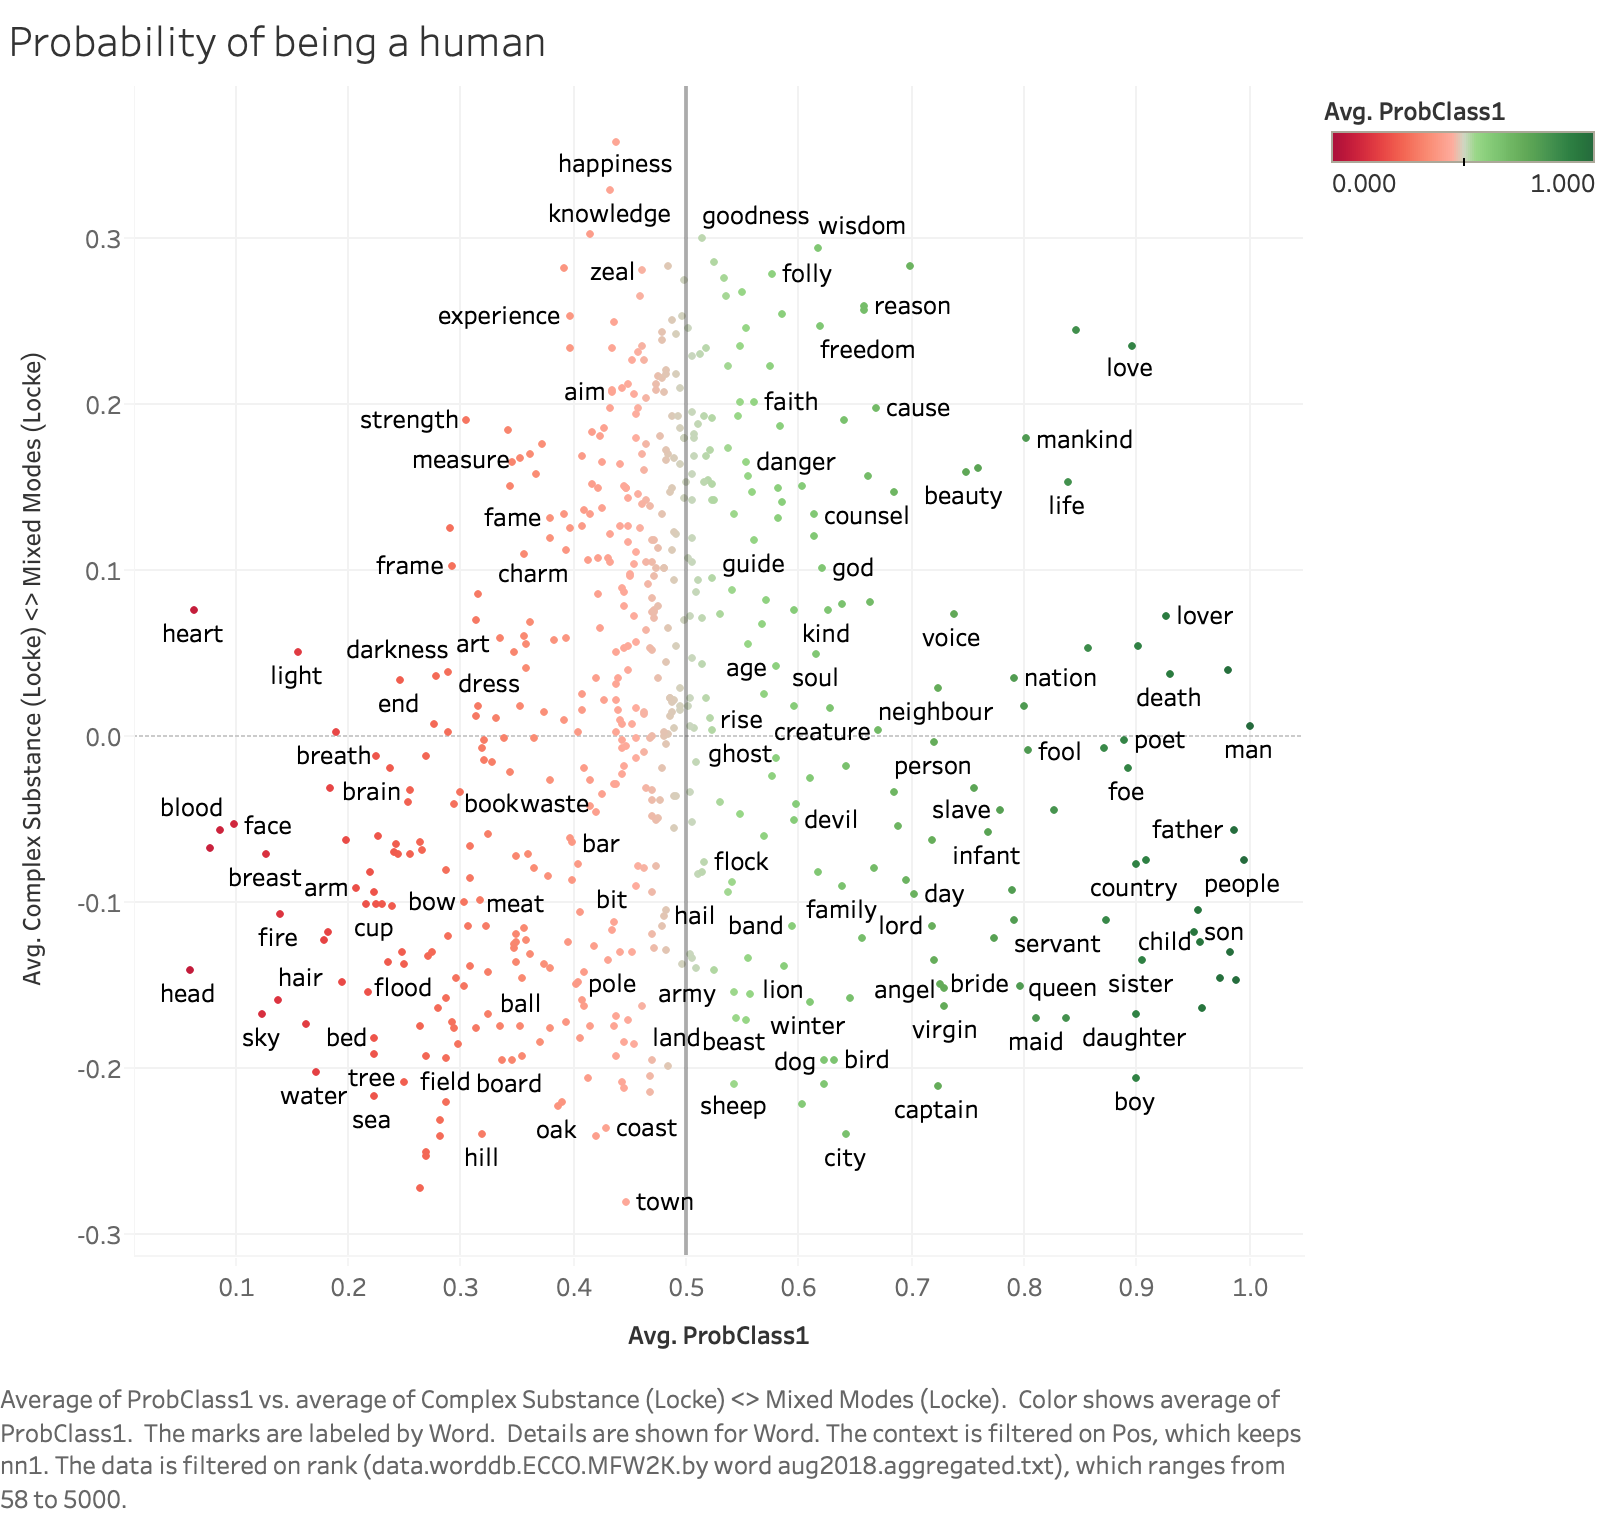 Probability of being a human
Avg. ProbClass1
0.000 1.000
happiness
knowledge
goodness
wisdom
0.3
zeal
folly
experience
reason
freedom
love
aim
0.2
faith
cause
strength
mankind
measure
danger
beauty
life
fame
counsel
0.1
frame
charm
guide
god
heart
lover
kind
voice
darkness
art
light
age
soul
nation
dress
death
end
neighbour
rise
creature
0.0
breath
ghost
fool
poet
man
person
brain
foe
blood
bookwaste
slave
face
devil
father
bar
flock
infant
breast
arm
country
people
-0.1
bow
meat
bit
day
family
cup
hail
band
lord
fire
servant
child
son
hair
flood
pole
army
lion
angel
bride
queen
sister
head
ball
winter
virgin
sky
bed
land
beast
maid
daughter
dog
bird
-0.2
tree
field
board
water
sheep
captain
boy
sea
oak
coast
hill
city
town
-0.3
Avg. Complex Substance (Locke) <> Mixed Modes (Locke)
0.1 0.2 0.3 0.4 0.5 0.6 0.7 0.8 0.9 1.0
Avg. ProbClass1
Average of ProbClass1 vs. average of Complex Substance (Locke) <> Mixed Modes (Locke). Color shows average of
ProbClass1. The marks are labeled by Word. Details are shown for Word. The context is filtered on Pos, which keeps
nn1. The data is filtered on rank (data.worddb.ECCO.MFW2K.by word aug2018.aggregated.txt), which ranges from
58 to 5000.